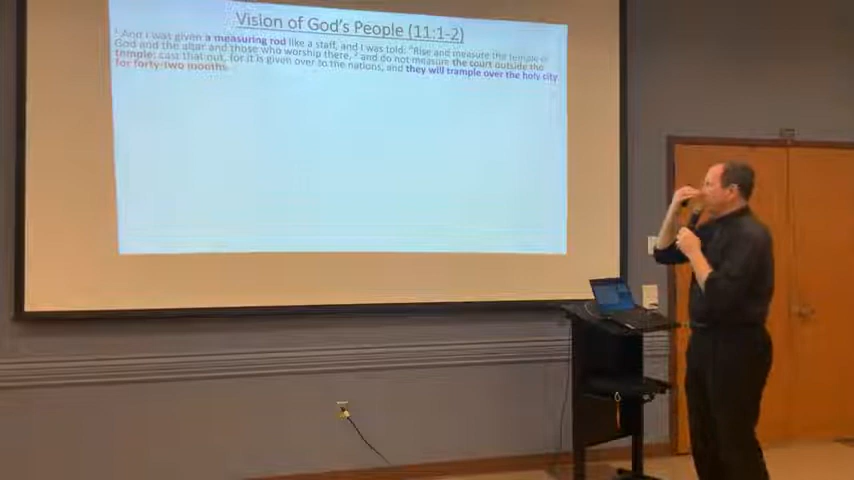 Vision of God's People (11:1-2)
1 And I was given a measuring rod like a staff, and I was told: "Rise and measure the temple of
God and the altar and those who worship there, 2 and do not measure the court outside the
temple; cast that out, for it is given over to the nations, and they will trample over the holy city
for forty-two months.